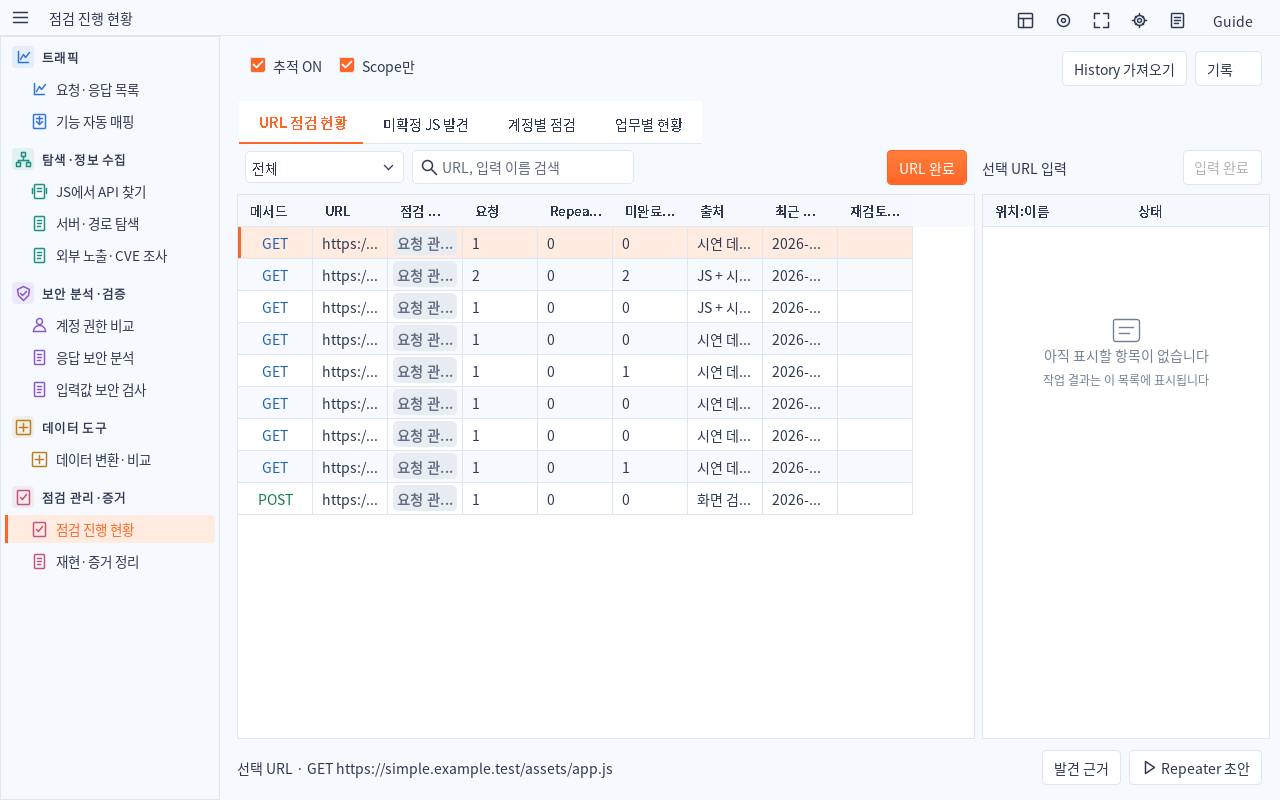 점검 진행 현황
Guide
트래픽
요청·응답 목록
기능 자동 매핑
탐색·정보 수집
JS에서 API 찾기
서버·경로 탐색
외부 노출·CVE 조사
보안 분석·검증
계정 권한 비교
응답 보안 분석
입력값 보안 검사
데이터 도구
데이터 변환·비교
점검 관리·증거
점검 진행 현황
재현·증거 정리
추적 ON Scope만
History 가져오기 기록
URL 점검 현황 미확정 JS 발견 계정별 점검 업무별 현황
전체 URL, 입력 이름 검색 URL 완료 선택 URL 입력 입력 완료
메서드 URL 점검 ... 요청 Repea... 미완료... 출처 최근 ... 재검토...
GET https:/... 요청 관... 1 0 0 시연 데... 2026-...
GET https:/... 요청 관... 2 0 2 JS + 시... 2026-...
GET https:/... 요청 관... 1 0 0 JS + 시... 2026-...
GET https:/... 요청 관... 1 0 0 시연 데... 2026-...
GET https:/... 요청 관... 1 0 1 시연 데... 2026-...
GET https:/... 요청 관... 1 0 0 시연 데... 2026-...
GET https:/... 요청 관... 1 0 0 시연 데... 2026-...
GET https:/... 요청 관... 1 0 1 시연 데... 2026-...
POST https:/... 요청 관... 1 0 0 화면 검... 2026-...
위치:이름 상태
아직 표시할 항목이 없습니다
작업 결과는 이 목록에 표시됩니다
선택 URL · GET https://simple.example.test/assets/app.js
발견 근거 Repeater 초안